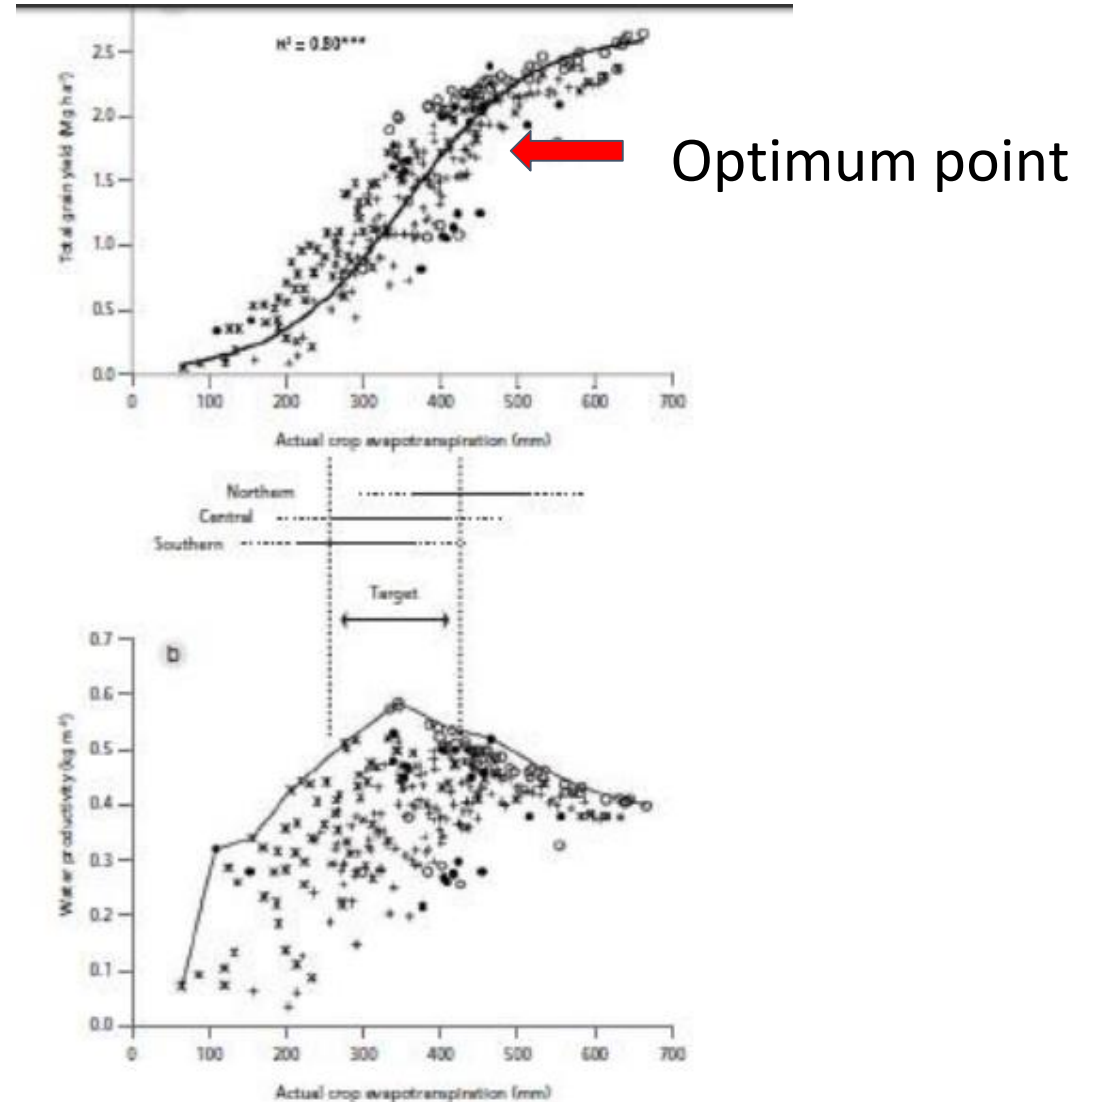 R² = 0.80***
Optimum point
Total grain yield (Mg ha⁻¹)
2.5
2.0
1.5
1.0
0.5
0.0
0 100 200 300 400 500 600 700
Actual crop evapotranspiration (mm)
Northern
Central
Southern
Target
b
Water productivity (kg m⁻³)
0.7
0.6
0.5
0.4
0.3
0.2
0.1
0.0
0 100 200 300 400 500 600 700
Actual crop evapotranspiration (mm)